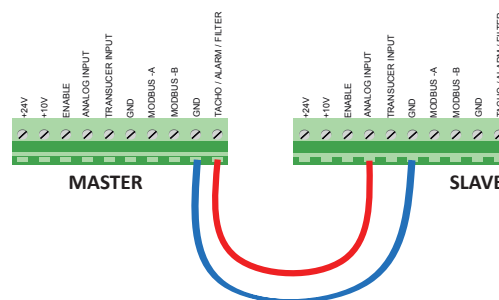 +24V
+10V
ENABLE
ANALOG INPUT
TRANSUCER INPUT
GND
MODBUS -A
MODBUS -B
GND
TACHO / ALARM / FILTER
+24V
+10V
ENABLE
ANALOG INPUT
TRANSUCER INPUT
GND
MODBUS -A
MODBUS -B
GND
MASTER
SLAVE